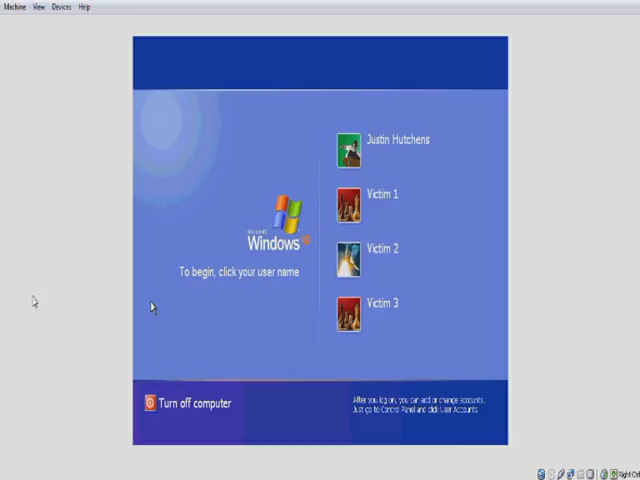 Machine View Devices Help
Justin Hutchens
Victim 1
Microsoft
Windows xp
Victim 2
To begin, click your user name
Victim 3
Turn off computer
After you log on, you can add or change accounts.
Just go to Control Panel and click User Accounts.
Right Ctrl